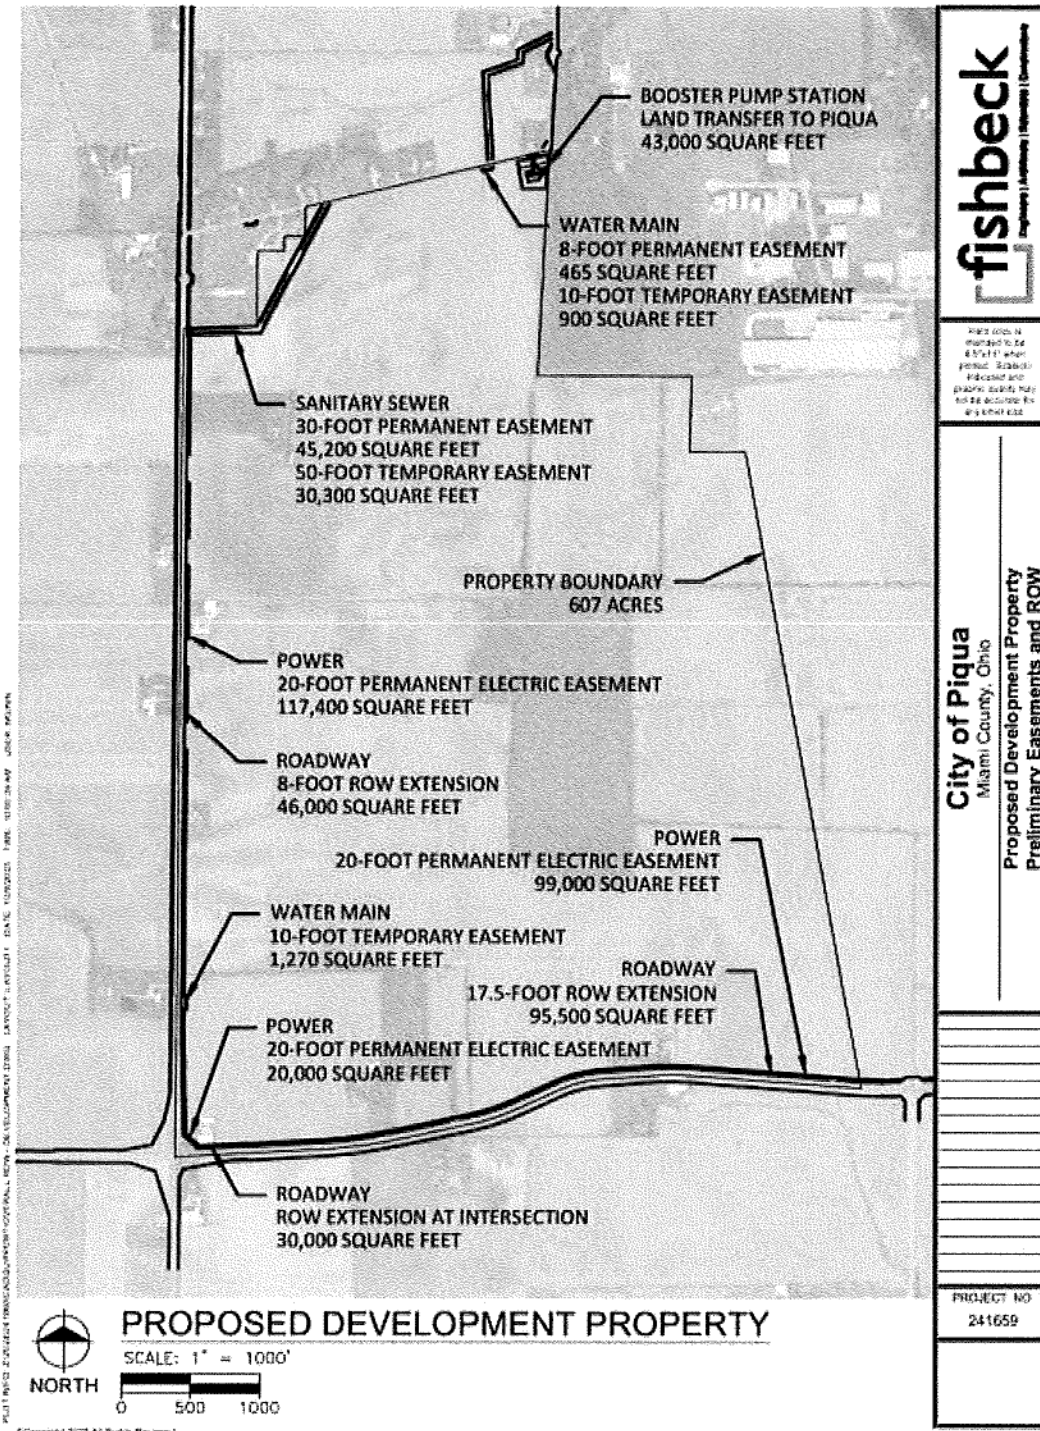 BOOSTER PUMP STATION
LAND TRANSFER TO PIQUA
43,000 SQUARE FEET
WATER MAIN
8-FOOT PERMANENT EASEMENT
465 SQUARE FEET
10-FOOT TEMPORARY EASEMENT
900 SQUARE FEET
SANITARY SEWER
30-FOOT PERMANENT EASEMENT
45,200 SQUARE FEET
50-FOOT TEMPORARY EASEMENT
30,300 SQUARE FEET
PROPERTY BOUNDARY
607 ACRES
POWER
20-FOOT PERMANENT ELECTRIC EASEMENT
117,400 SQUARE FEET
ROADWAY
8-FOOT ROW EXTENSION
46,000 SQUARE FEET
POWER
20-FOOT PERMANENT ELECTRIC EASEMENT
99,000 SQUARE FEET
WATER MAIN
10-FOOT TEMPORARY EASEMENT
1,270 SQUARE FEET
ROADWAY
17.5-FOOT ROW EXTENSION
95,500 SQUARE FEET
POWER
20-FOOT PERMANENT ELECTRIC EASEMENT
20,000 SQUARE FEET
ROADWAY
ROW EXTENSION AT INTERSECTION
30,000 SQUARE FEET
NORTH
PROPOSED DEVELOPMENT PROPERTY
SCALE: 1" = 1000'
0 500 1000
fishbeck
Engineers | Architects | Scientists | Constructors
City of Piqua
Miami County, Ohio
Proposed Development Property
Preliminary Easements and ROW
PROJECT NO
241659